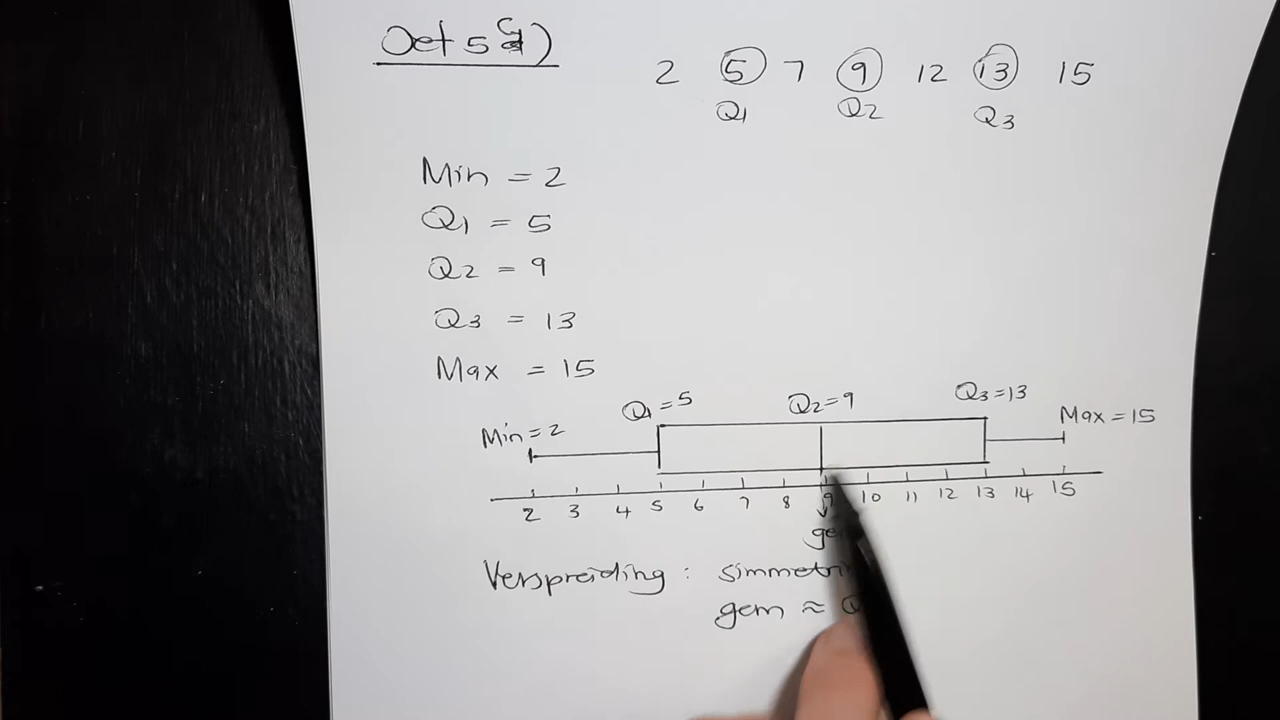 Oef 5
2 5 7 9 12 13 15
Q1 Q2 Q3
Min = 2
Q1 = 5
Q2 = 9
Q3 = 13
Max = 15
Min = 2 Q1 = 5 Q2 = 9 Q3 = 13 Max = 15
2 3 4 5 6 7 8 9 10 11 12 13 14 15
Verspreiding :
gem ≈